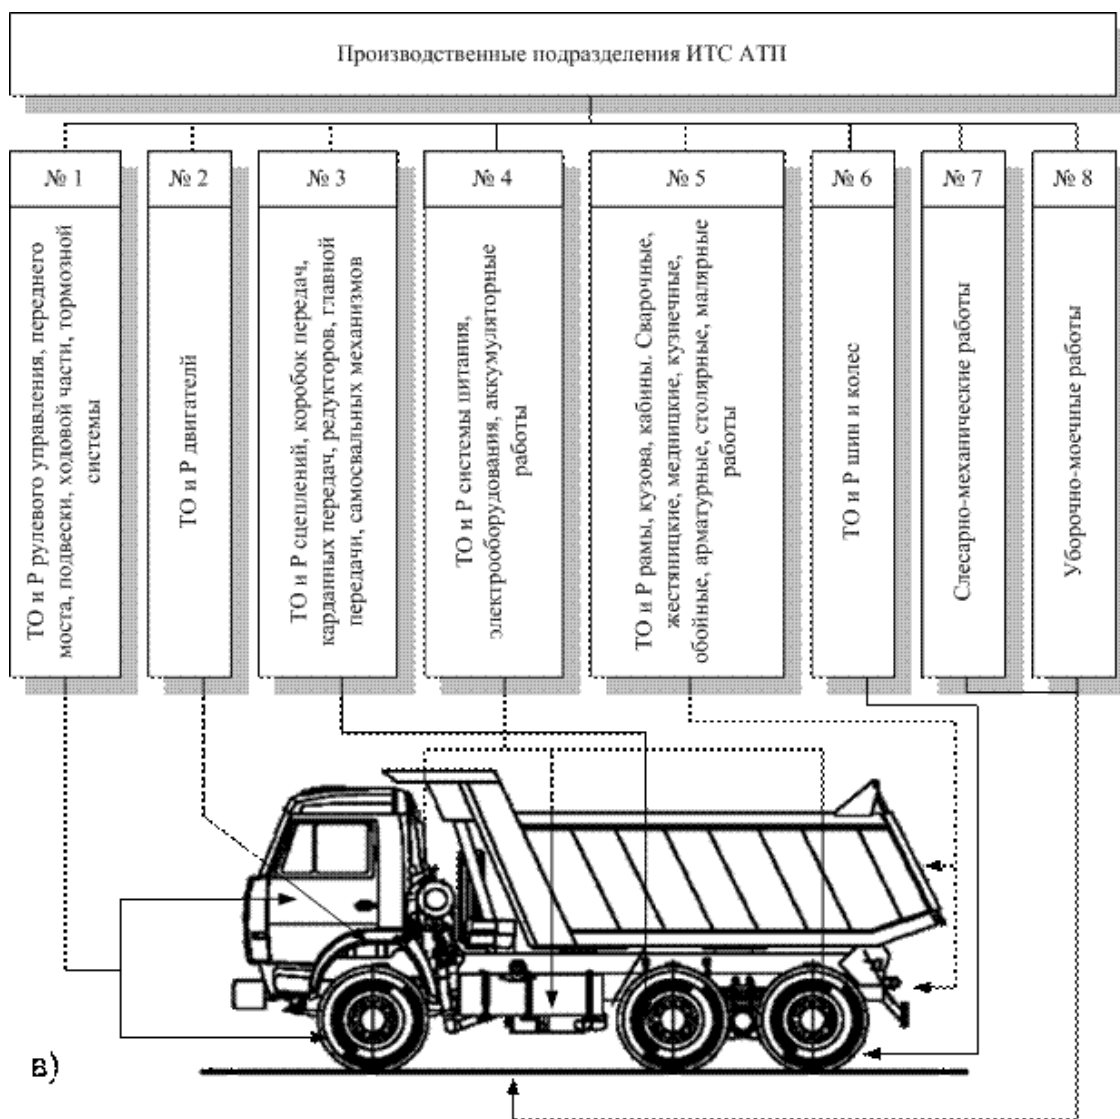 Производственные подразделения ИТС АТП
№ 1
№ 2
№ 3
№ 4
№ 5
№ 6
№ 7
№ 8
ТО и Р рулевого управления, переднего
моста, подвески, ходовой части, тормозной
системы
ТО и Р двигателй
ТО и Р сцеплений, коробок передач,
карданных передач, редукторов, главной
передачи, самосвальных механизмов
ТО и Р системы питания,
электрооборудования, аккумуляторные
работы
ТО и Р рамы, кузова, кабины. Сварочные,
жестяницкие, медницкие, кузнечные,
обойные, арматурные, столярные, малярные
работы
ТО и Р шин и колес
Слесарно-механические работы
Уборочно-моечные работы
в)